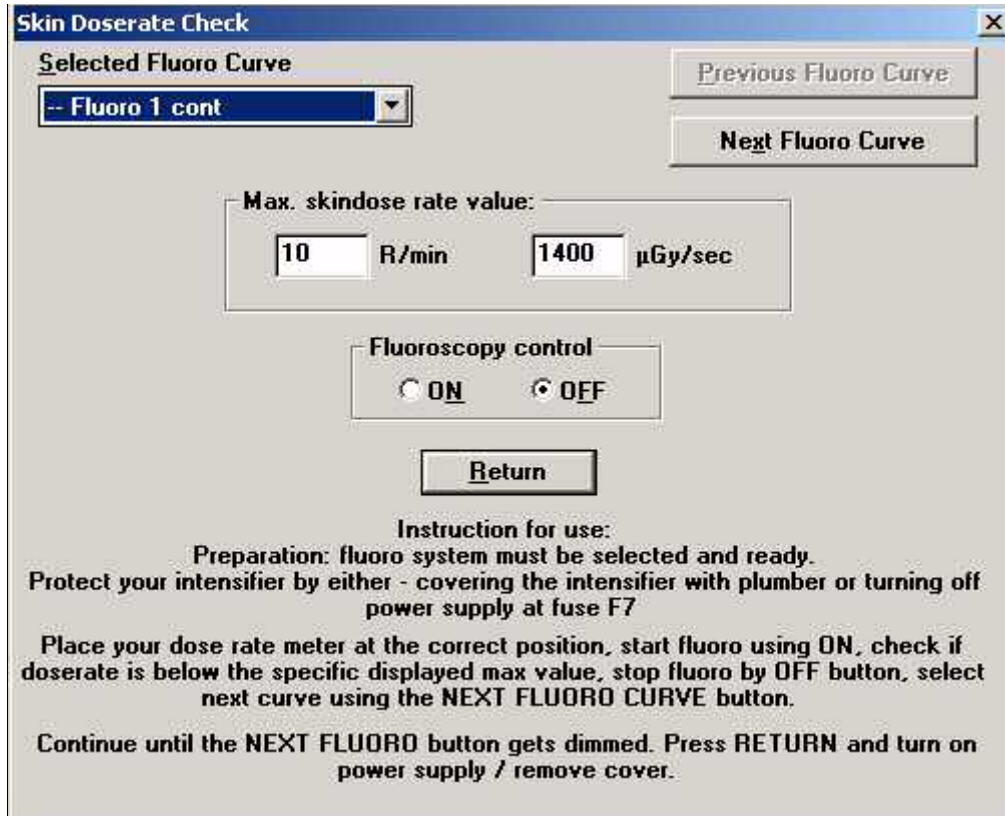 Skin Doserate Check
Selected Fluoro Curve
-- Fluoro 1 cont
Previous Fluoro Curve
Next Fluoro Curve
Max. skindose rate value:
10 R/min 1400 µGy/sec
Fluoroscopy control
ON OFF
Return
Instruction for use:
Preparation: fluoro system must be selected and ready.
Protect your intensifier by either - covering the intensifier with plumber or turning off
power supply at fuse F7
Place your dose rate meter at the correct position, start fluoro using ON, check if
doserate is below the specific displayed max value, stop fluoro by OFF button, select
next curve using the NEXT FLUORO CURVE button.
Continue until the NEXT FLUORO button gets dimmed. Press RETURN and turn on
power supply / remove cover.